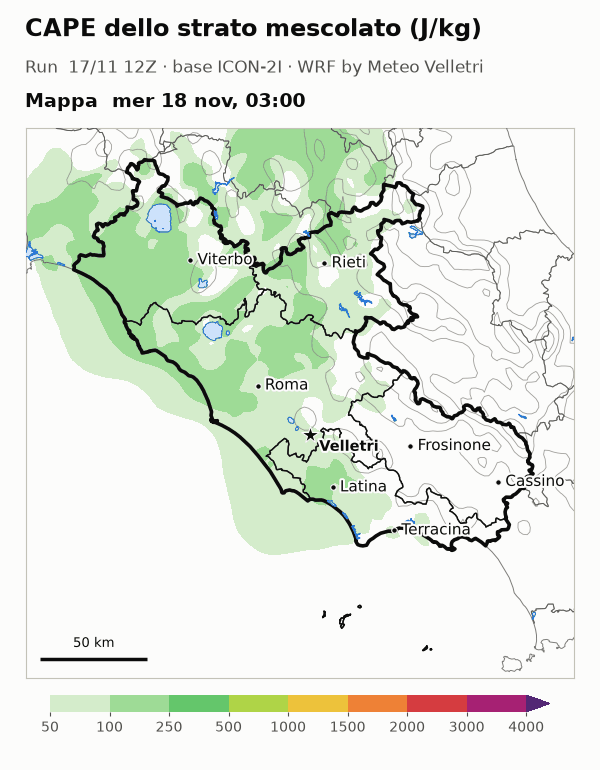 CAPE dello strato mescolato (J/kg)
Run  17/11 12Z · base ICON-2I · WRF by Meteo Velletri
Mappa  mer 18 nov, 03:00
Viterbo
Rieti
Roma
Velletri
Frosinone
Cassino
Latina
Terracina
50 km
50 100 250 500 1000 1500 2000 3000 4000